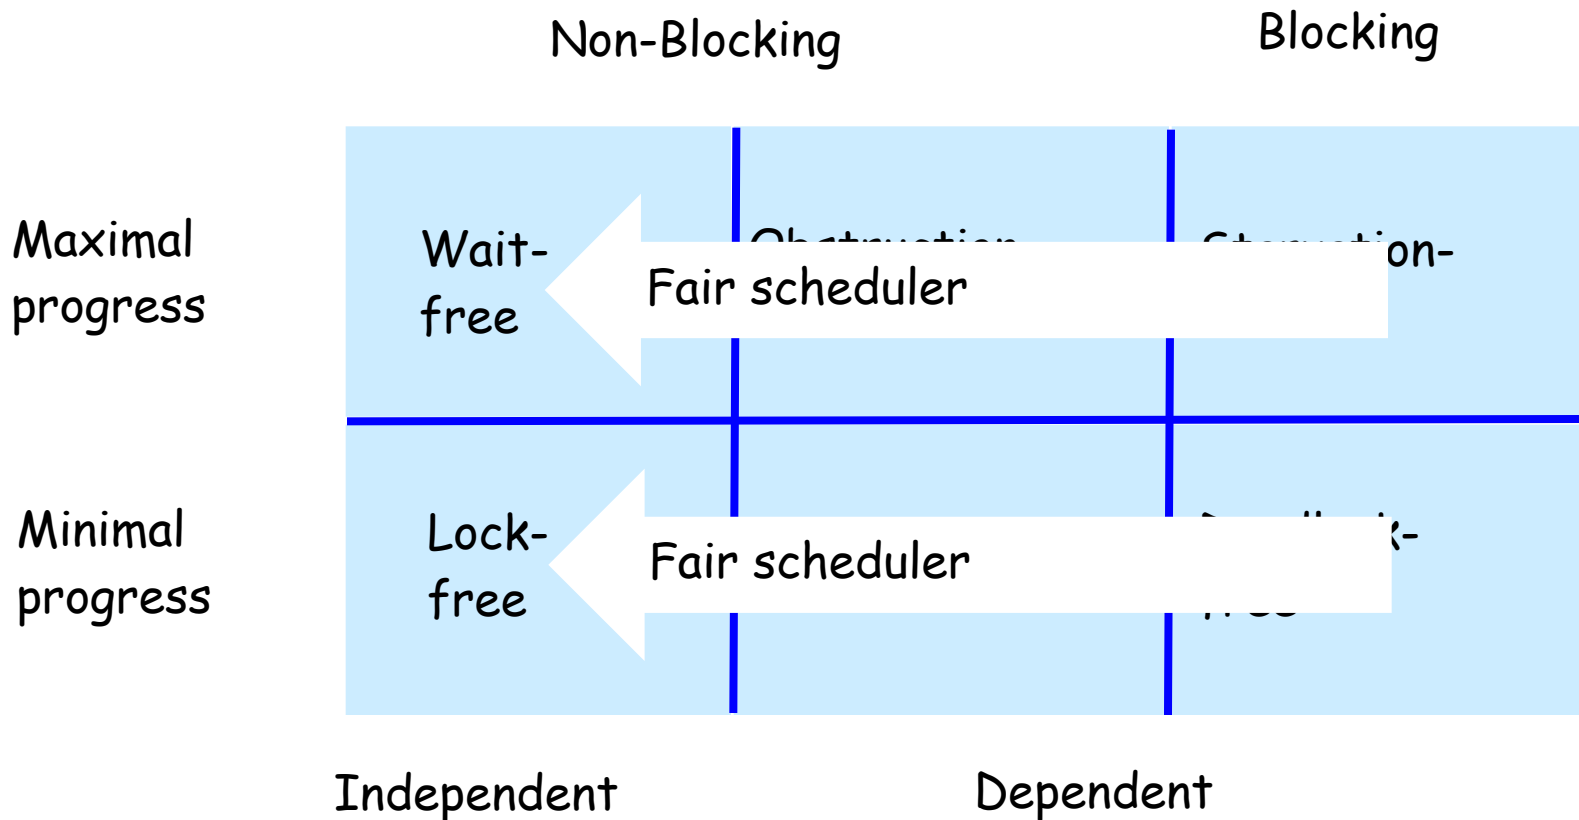 Non-Blocking
Blocking
Maximal
progress
Wait-
free
Fair scheduler
on-
Minimal
progress
Lock-
free
Fair scheduler
k-
Independent
Dependent